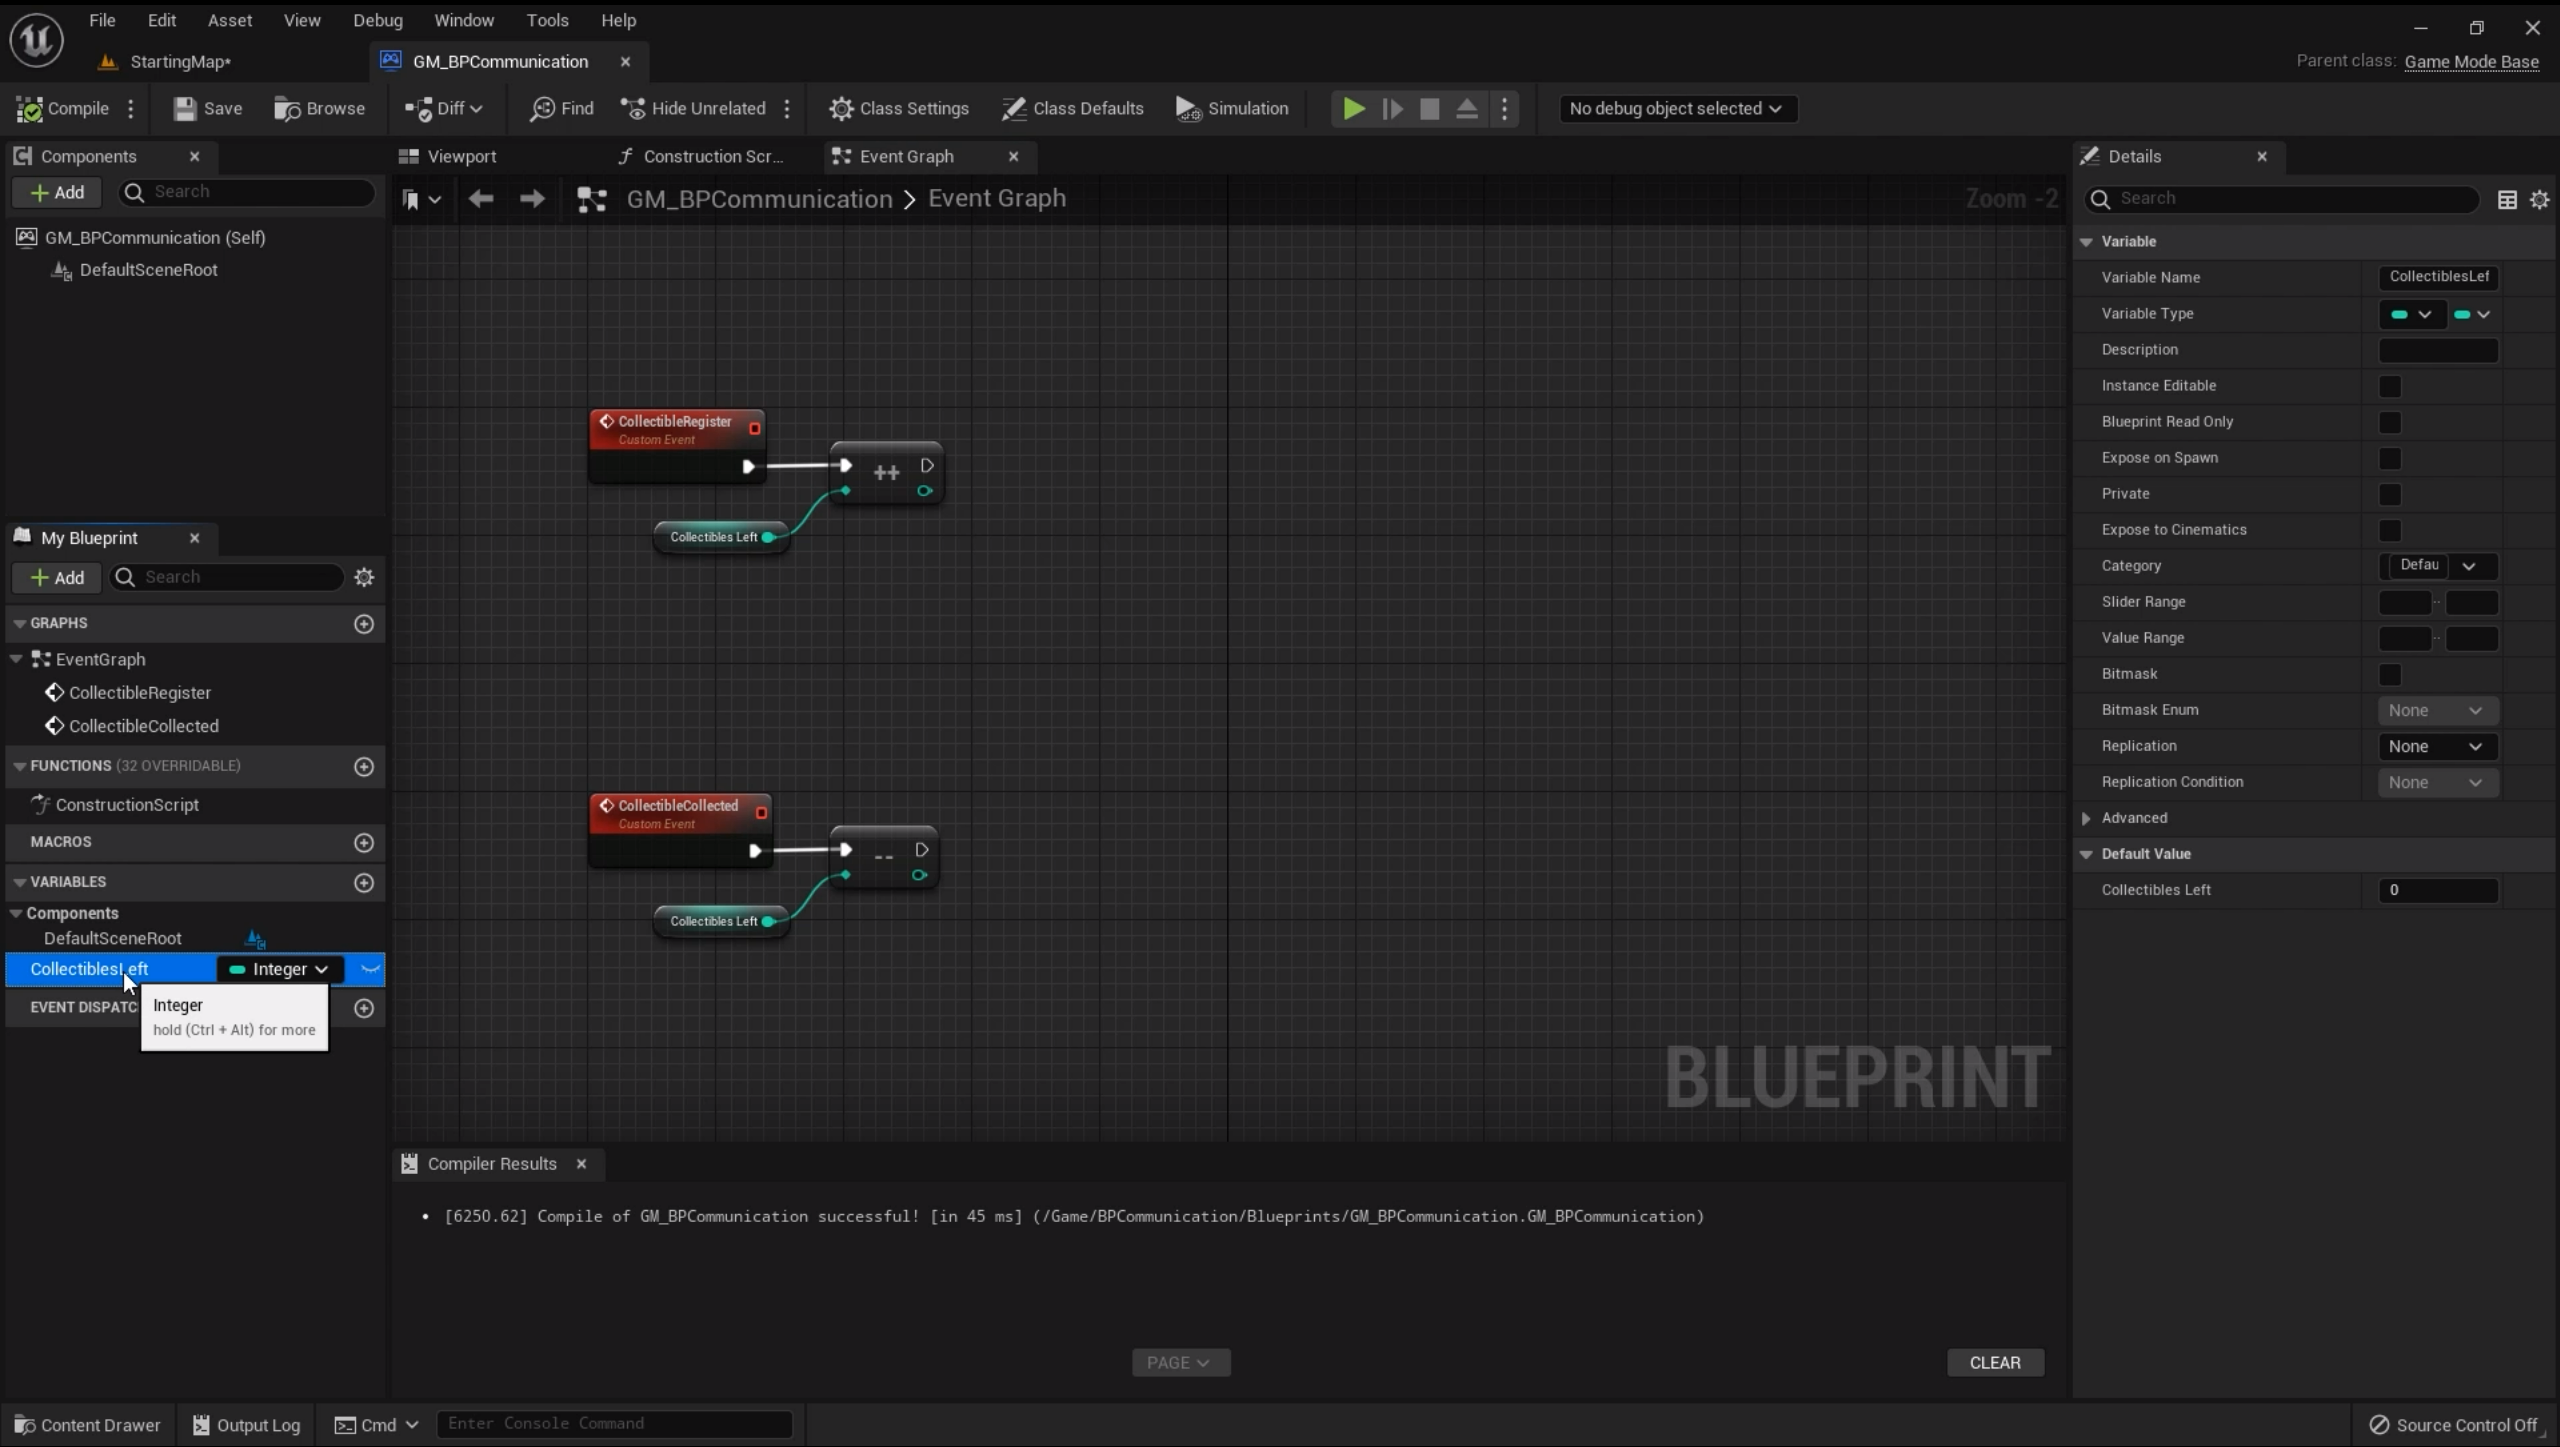 File Edit Asset View Debug Window Tools Help
StartingMap*
GM_BPCommunication
Parent class: Game Mode Base
Compile
Save
Browse
Diff
Find
Hide Unrelated
Class Settings
Class Defaults
Simulation
No debug object selected
Components
Add
Search
GM_BPCommunication (Self)
DefaultSceneRoot
My Blueprint
Add
Search
GRAPHS
EventGraph
CollectibleRegister
CollectibleCollected
FUNCTIONS (32 OVERRIDABLE)
ConstructionScript
MACROS
VARIABLES
Components
DefaultSceneRoot
CollectiblesLeft Integer
EVENT DISPATC
Integer
hold (Ctrl + Alt) for more
Viewport
Construction Scr...
Event Graph
GM_BPCommunication > Event Graph
Zoom -2
CollectibleRegister
Custom Event
++
Collectibles Left
CollectibleCollected
Custom Event
--
Collectibles Left
BLUEPRINT
Compiler Results
• [6250.62] Compile of GM_BPCommunication successful! [in 45 ms] (/Game/BPCommunication/Blueprints/GM_BPCommunication.GM_BPCommunication)
PAGE
CLEAR
Details
Search
Variable
Variable Name CollectiblesLef
Variable Type
Description
Instance Editable
Blueprint Read Only
Expose on Spawn
Private
Expose to Cinematics
Category Defau
Slider Range
Value Range
Bitmask
Bitmask Enum None
Replication None
Replication Condition None
Advanced
Default Value
Collectibles Left 0
Content Drawer
Output Log
Cmd
Enter Console Command
Source Control Off